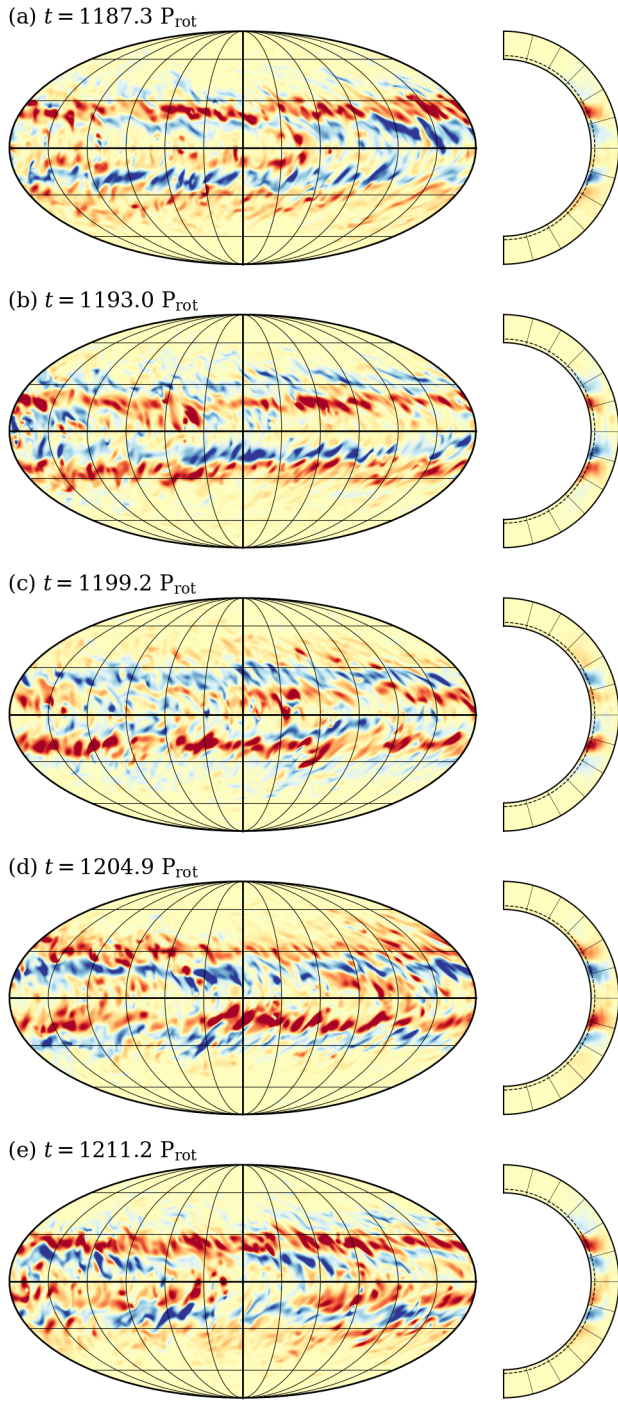 (a) t = 1187.3 P_rot
(b) t = 1193.0 P_rot
(c) t = 1199.2 P_rot
(d) t = 1204.9 P_rot
(e) t = 1211.2 P_rot